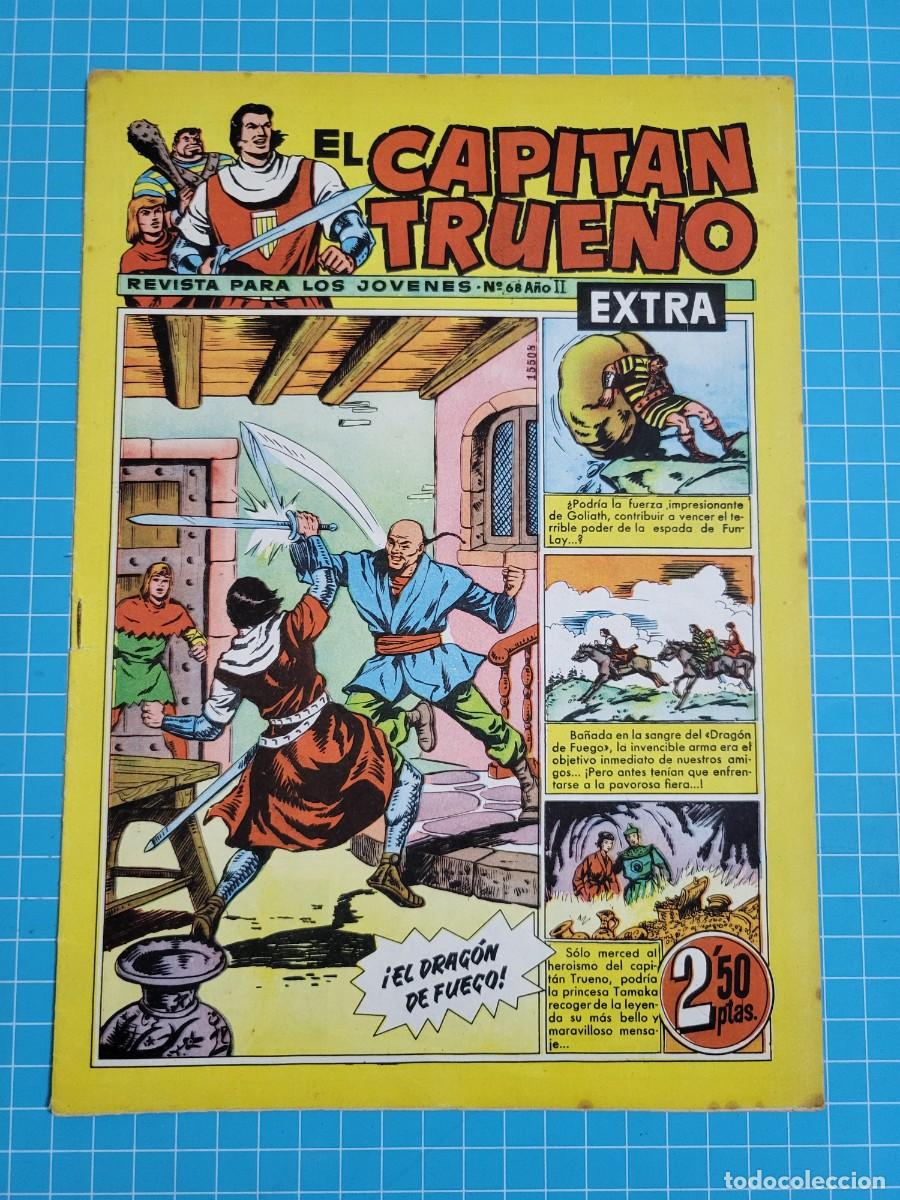 EL CAPITAN
TRUENO
REVISTA PARA LOS JOVENES - Nº 68 Año II
EXTRA
15508
¿Podría la fuerza impresionante
de Goliath, contribuir a vencer el te-
rrible poder de la espada de Fun-
Lay...?
Bañada en la sangre del «Dragón
de Fuego», la invencible arma era el
objetivo inmediato de nuestros ami-
gos... ¡Pero antes tenían que enfren-
tarse a la pavorosa fiera...!
Sólo merced al
heroismo del capi-
tán Trueno, podría
la princesa Tamaka
recoger de la leyen-
da su más bello y
maravilloso mensa-
je...
¡EL DRAGÓN
DE FUEGO!
2'50
ptas.
todocoleccion